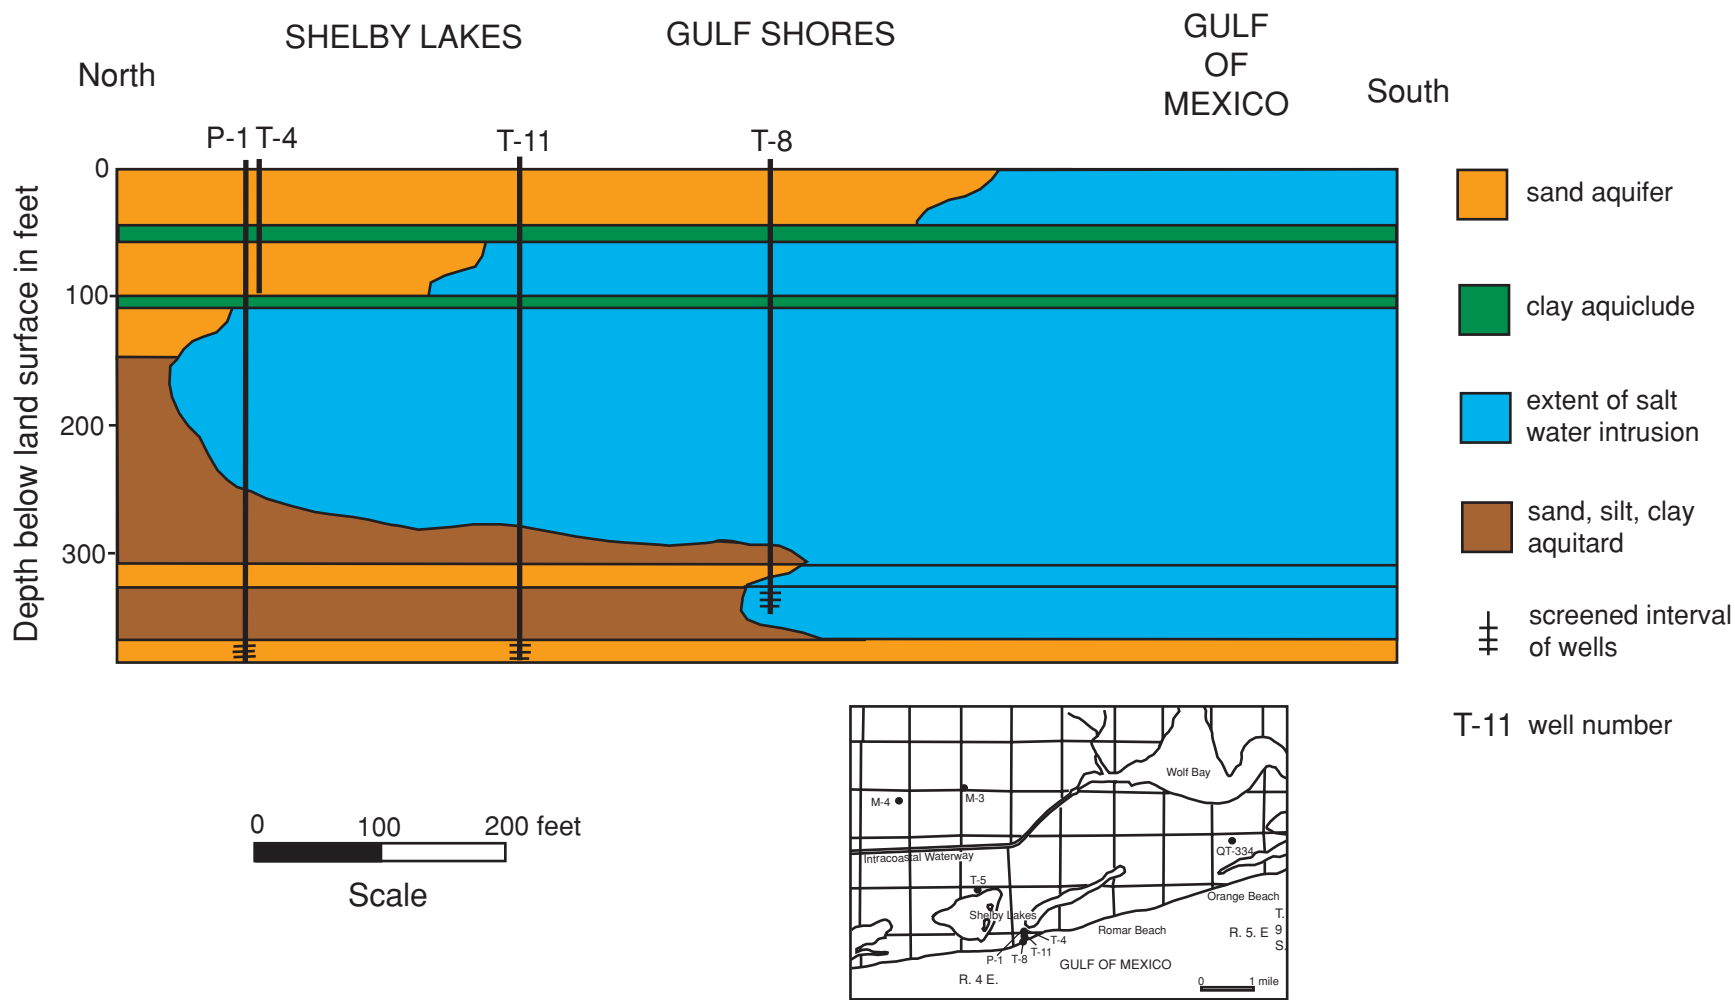 SHELBY LAKES
GULF SHORES
GULF
OF
MEXICO
North
South
P-1 T-4
T-11
T-8
Depth below land surface in feet
0
100
200
300
sand aquifer
clay aquiclude
extent of salt
water intrusion
sand, silt, clay
aquitard
screened interval
of wells
T-11 well number
0 100 200 feet
Scale
Wolf Bay
M-4
M-3
Intracoastal Waterway
QT-334
T-5
Orange Beach
Shelby Lakes
T.
9
S.
R. 5. E
Romar Beach
T-4
T-11
P-1
T-8
GULF OF MEXICO
R. 4 E.
0 1 mile